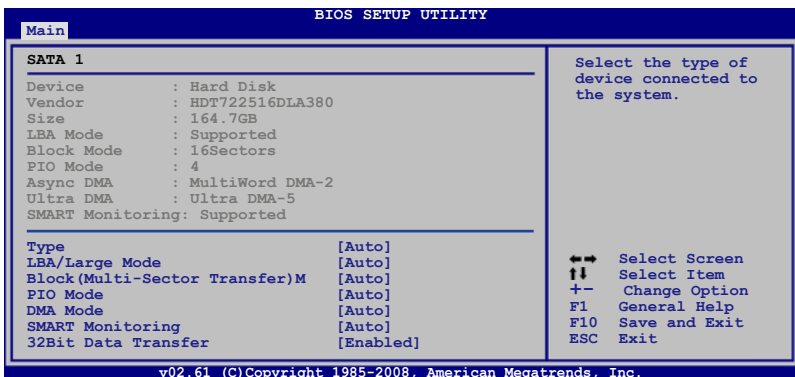 BIOS SETUP UTILITY
Main
SATA 1
Device : Hard Disk
Vendor : HDT722516DLA380
Size : 164.7GB
LBA Mode : Supported
Block Mode : 16Sectors
PIO Mode : 4
Async DMA : MultiWord DMA-2
Ultra DMA : Ultra DMA-5
SMART Monitoring: Supported
Type [Auto]
LBA/Large Mode [Auto]
Block(Multi-Sector Transfer)M [Auto]
PIO Mode [Auto]
DMA Mode [Auto]
SMART Monitoring [Auto]
32Bit Data Transfer [Enabled]
Select the type of
device connected to
the system.
←→ Select Screen
↑↓ Select Item
+- Change Option
F1 General Help
F10 Save and Exit
ESC Exit
v02.61 (C)Copyright 1985-2008, American Megatrends, Inc.